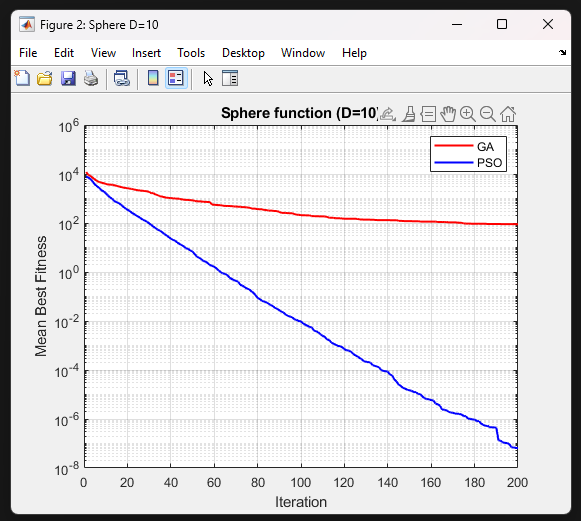 Figure 2: Sphere D=10
File Edit View Insert Tools Desktop Window Help
Sphere function (D=10)
10^6
10^4
10^2
10^0
10^-2
10^-4
10^-6
10^-8
Mean Best Fitness
GA
PSO
0 20 40 60 80 100 120 140 160 180 200
Iteration